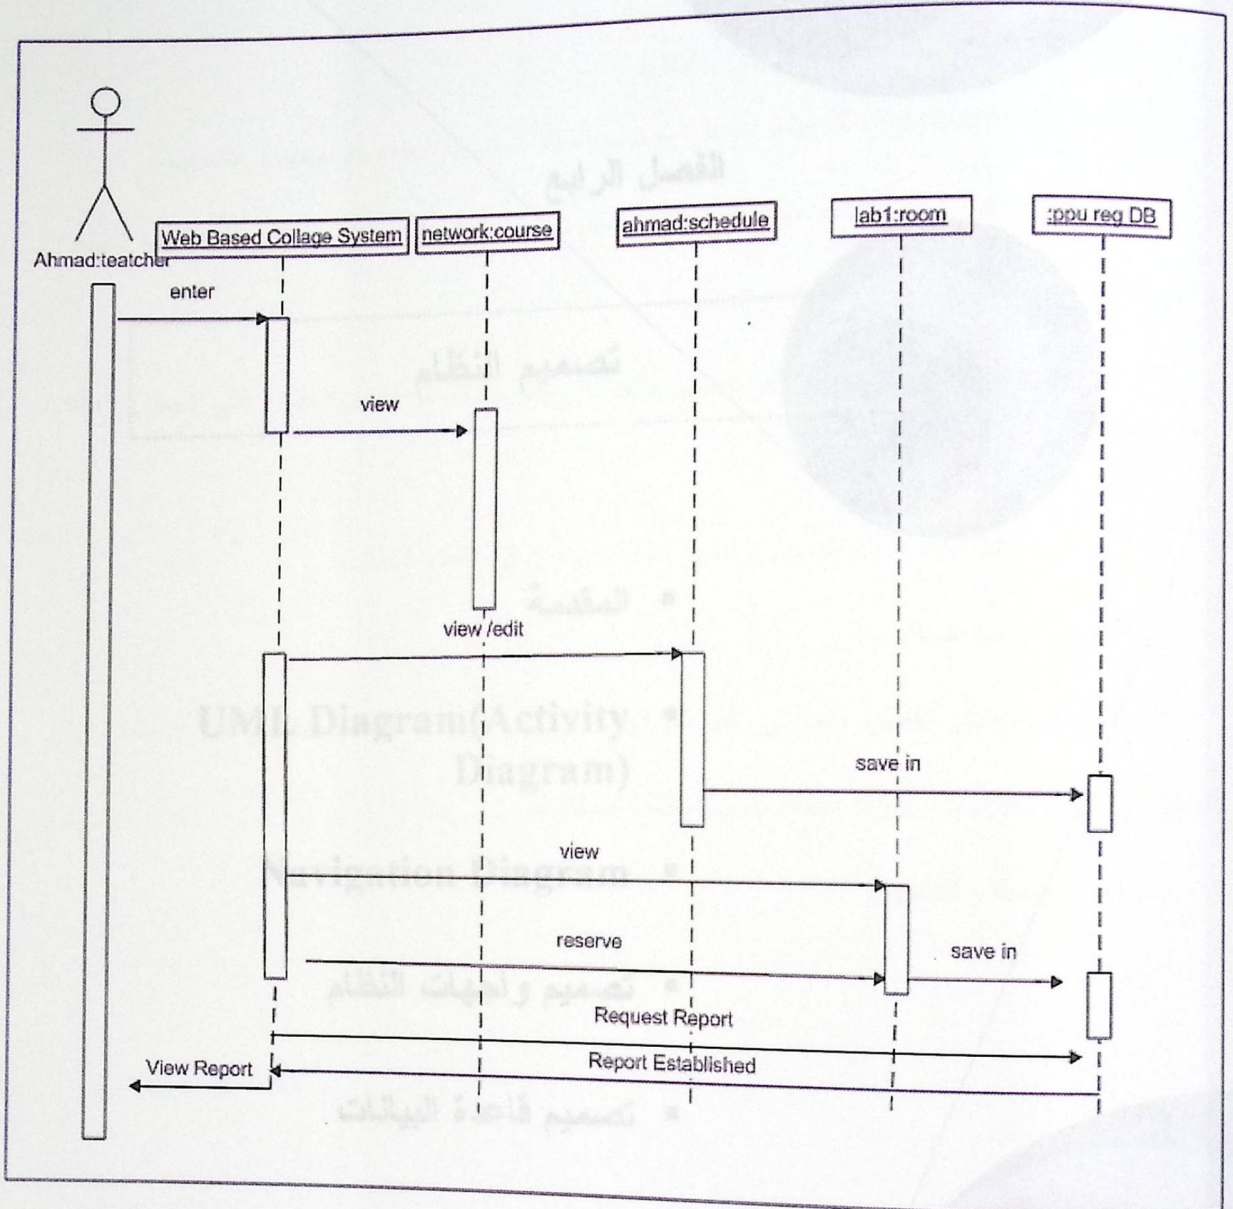 Ahmad:teatcher
Web Based Collage System
network:course
ahmad:schedule
lab1:room
:ppu reg DB
enter
view
view /edit
save in
view
reserve
save in
Request Report
Report Established
View Report
الفصل الرابع
تصميم النظام
• المقدمة
• UML Diagram(Activity
Diagram)
• Navigation Diagram
• تصميم واجهات النظام
• تصميم قاعدة البيانات